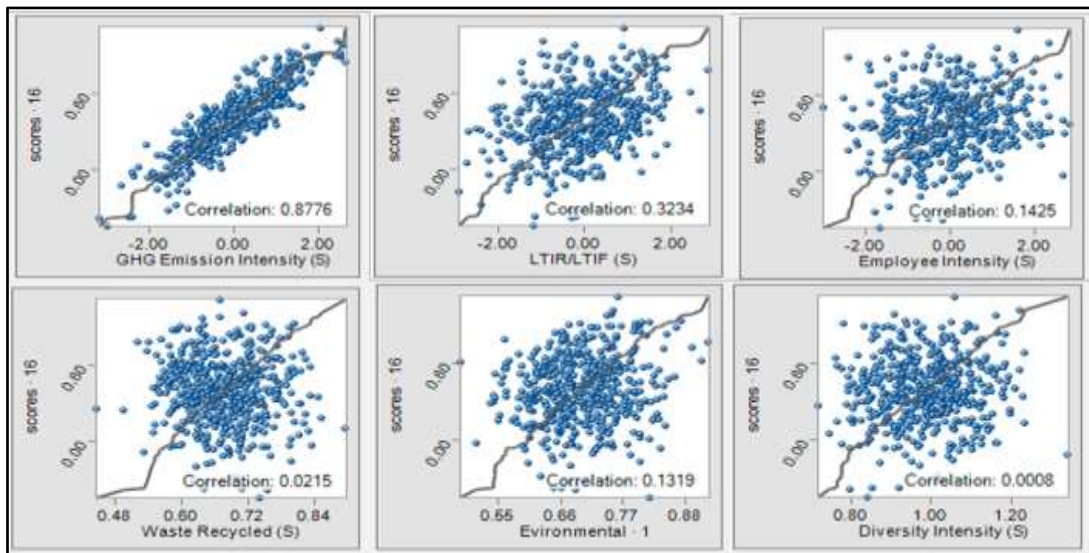 scores · 16
0.80
0.00
Correlation: 0.8776
-2.00 0.00 2.00
GHG Emission Intensity (S)
scores · 16
0.80
0.00
Correlation: 0.3234
-2.00 0.00 2.00
LTIR/LTIF (S)
scores · 16
0.80
0.00
Correlation: 0.1425
-2.00 0.00 2.00
Employee Intensity (S)
scores · 16
0.80
0.00
Correlation: 0.0215
0.48 0.60 0.72 0.84
Waste Recycled (S)
scores · 16
0.80
0.00
Correlation: 0.1319
0.55 0.66 0.77 0.88
Evironmental · 1
scores · 16
0.80
0.00
Correlation: 0.0008
0.80 1.00 1.20
Diversity Intensity (S)